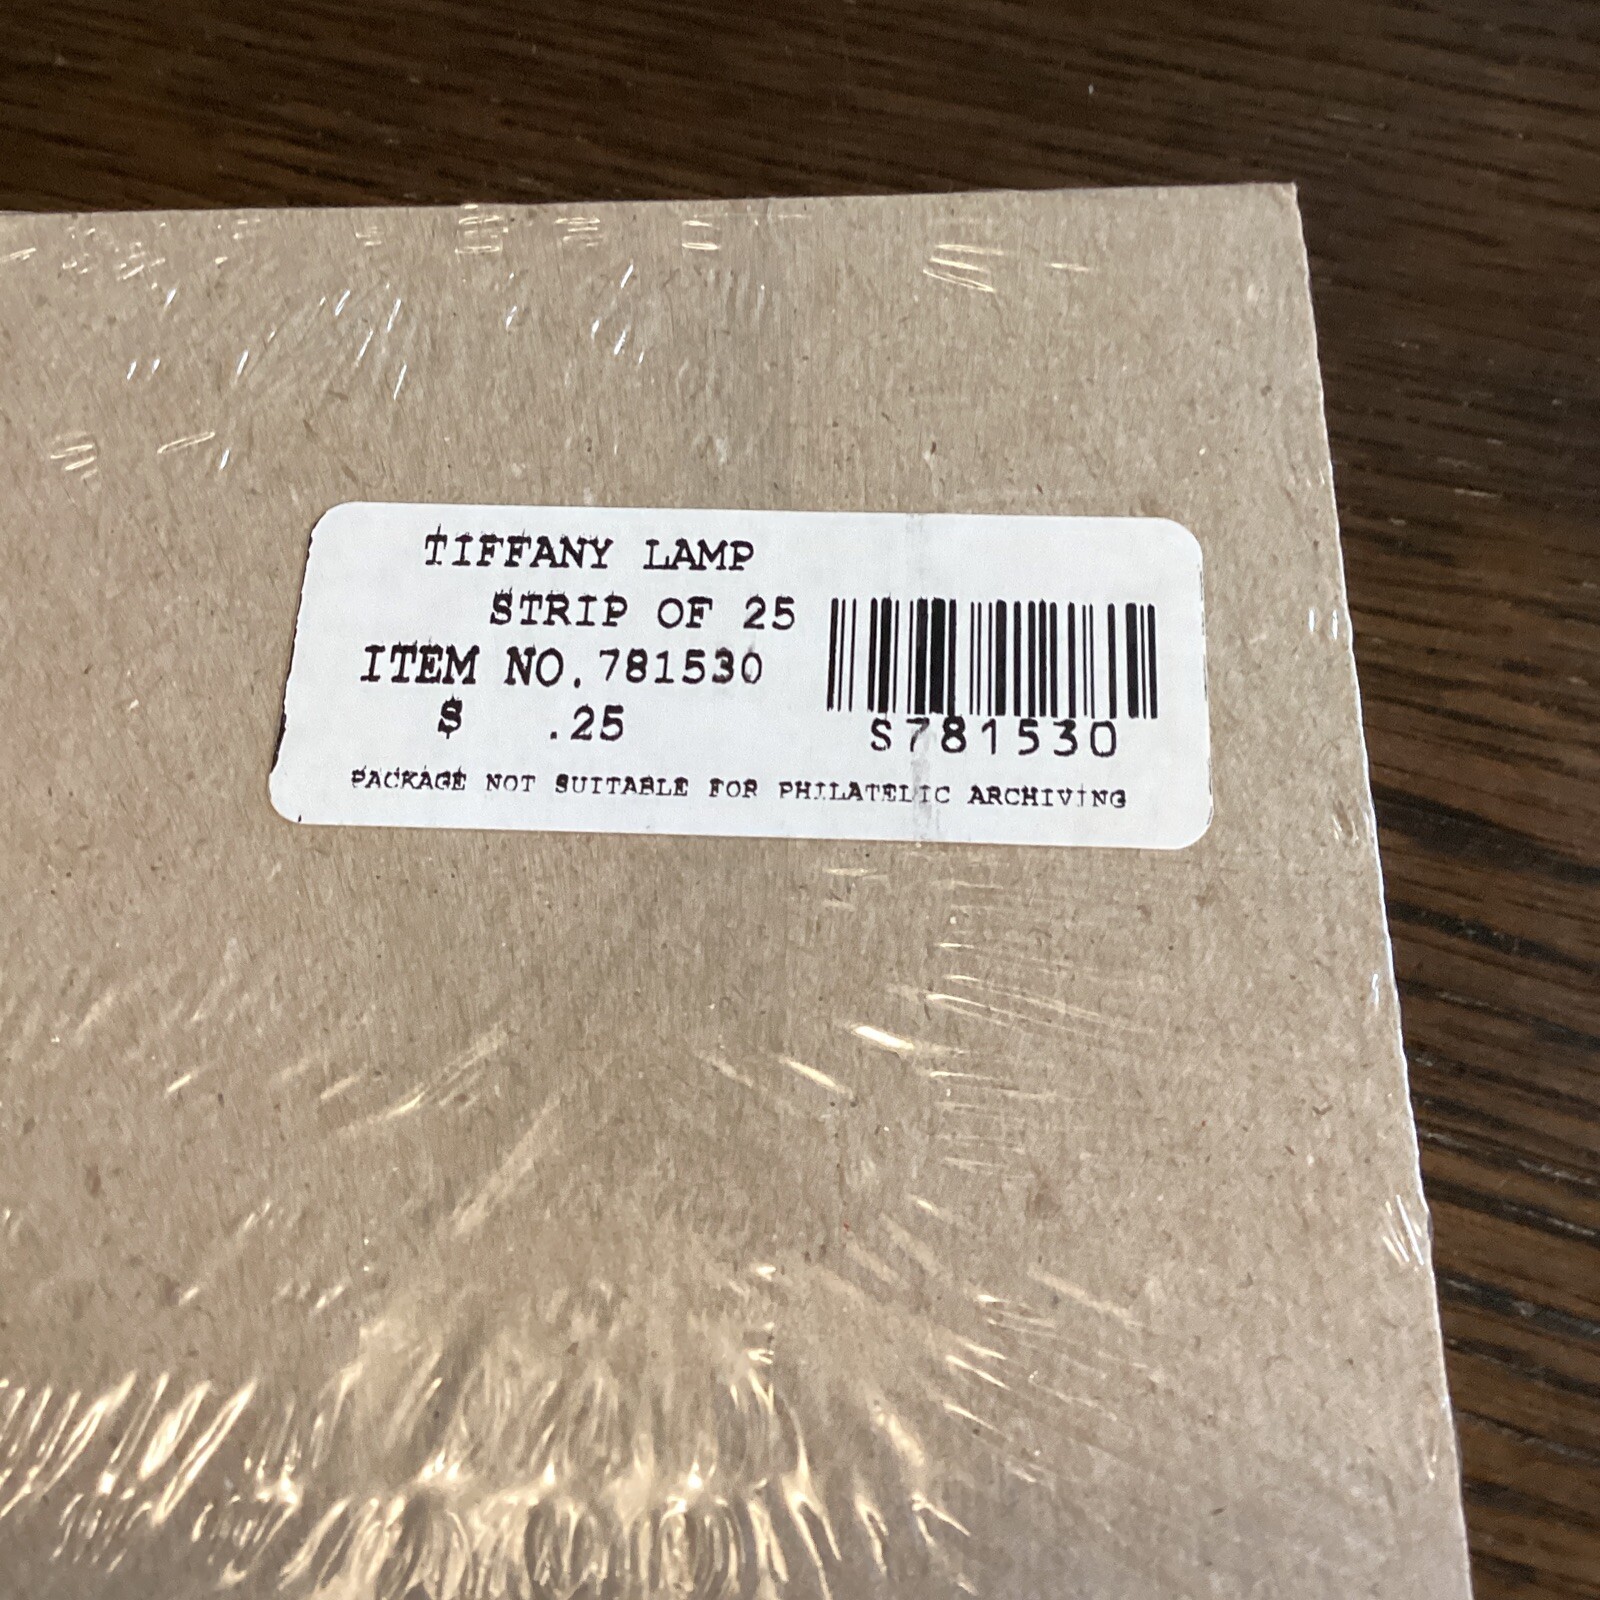 TIFFANY LAMP
STRIP OF 25
ITEM NO.781530
$ .25
S781530
PACKAGE NOT SUITABLE FOR PHILATELIC ARCHIVING